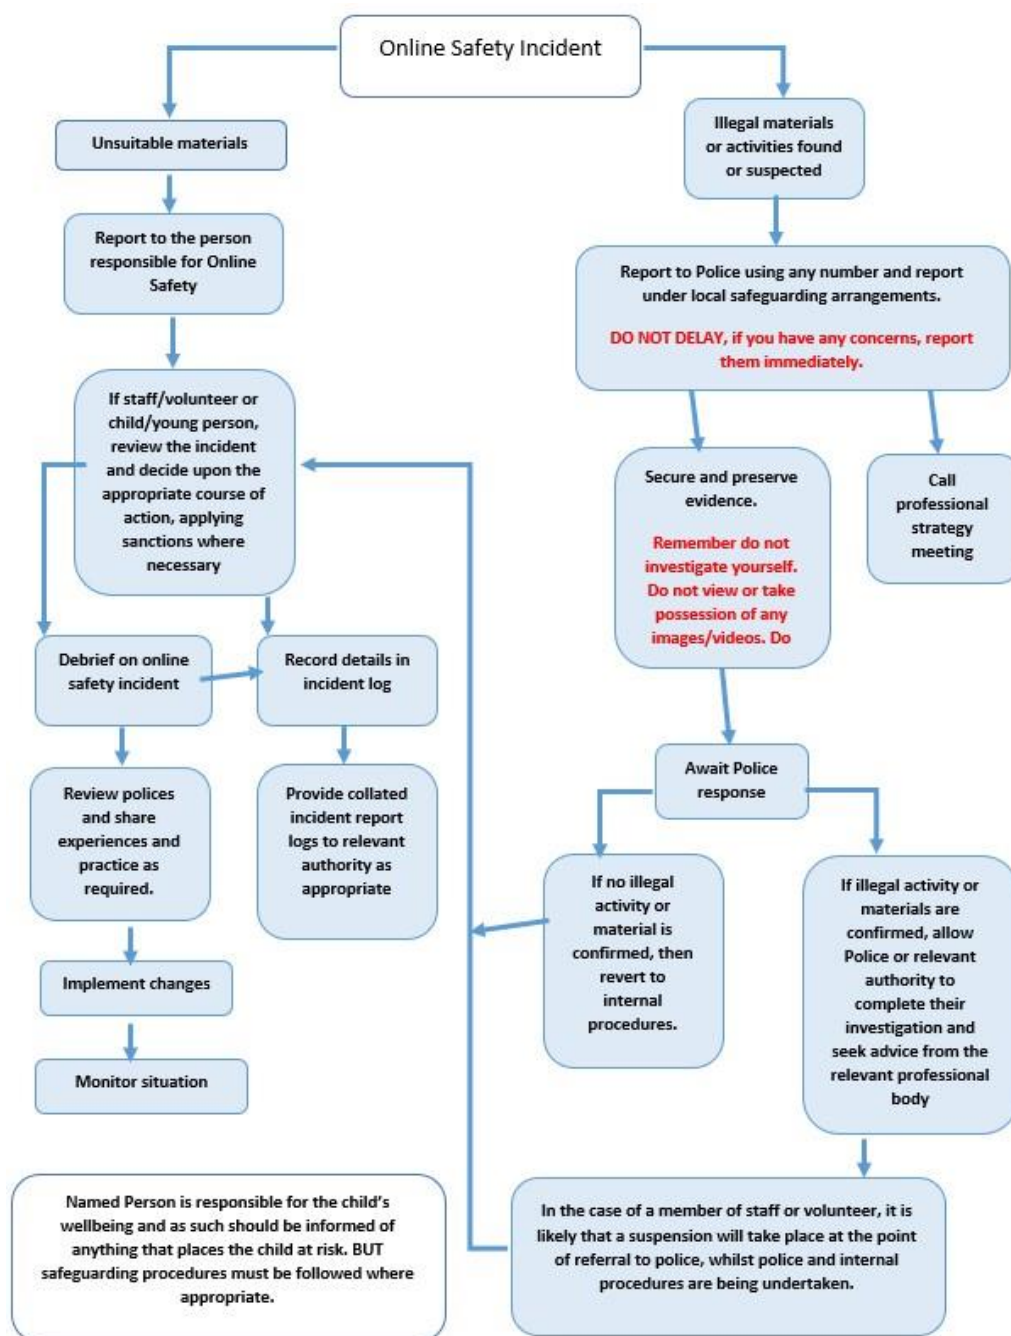 Online Safety Incident
Unsuitable materials
Report to the person
responsible for Online
Safety
If staff/volunteer or
child/young person,
review the incident
and decide upon the
appropriate course of
action, applying
sanctions where
necessary
Debrief on online
safety incident
Record details in
incident log
Review polices
and share
experiences and
practice as
required.
Provide collated
incident report
logs to relevant
authority as
appropriate
Implement changes
Monitor situation
Illegal materials
or activities found
or suspected
Report to Police using any number and report
under local safeguarding arrangements.
DO NOT DELAY, if you have any concerns, report
them immediately.
Secure and preserve
evidence.
Remember do not
investigate yourself.
Do not view or take
possession of any
images/videos. Do
Call
professional
strategy
meeting
Await Police
response
If no illegal
activity or
material is
confirmed, then
revert to
internal
procedures.
If illegal activity or
materials are
confirmed, allow
Police or relevant
authority to
complete their
investigation and
seek advice from the
relevant professional
body
In the case of a member of staff or volunteer, it is
likely that a suspension will take place at the point
of referral to police, whilst police and internal
procedures are being undertaken.
Named Person is responsible for the child's
wellbeing and as such should be informed of
anything that places the child at risk. BUT
safeguarding procedures must be followed where
appropriate.